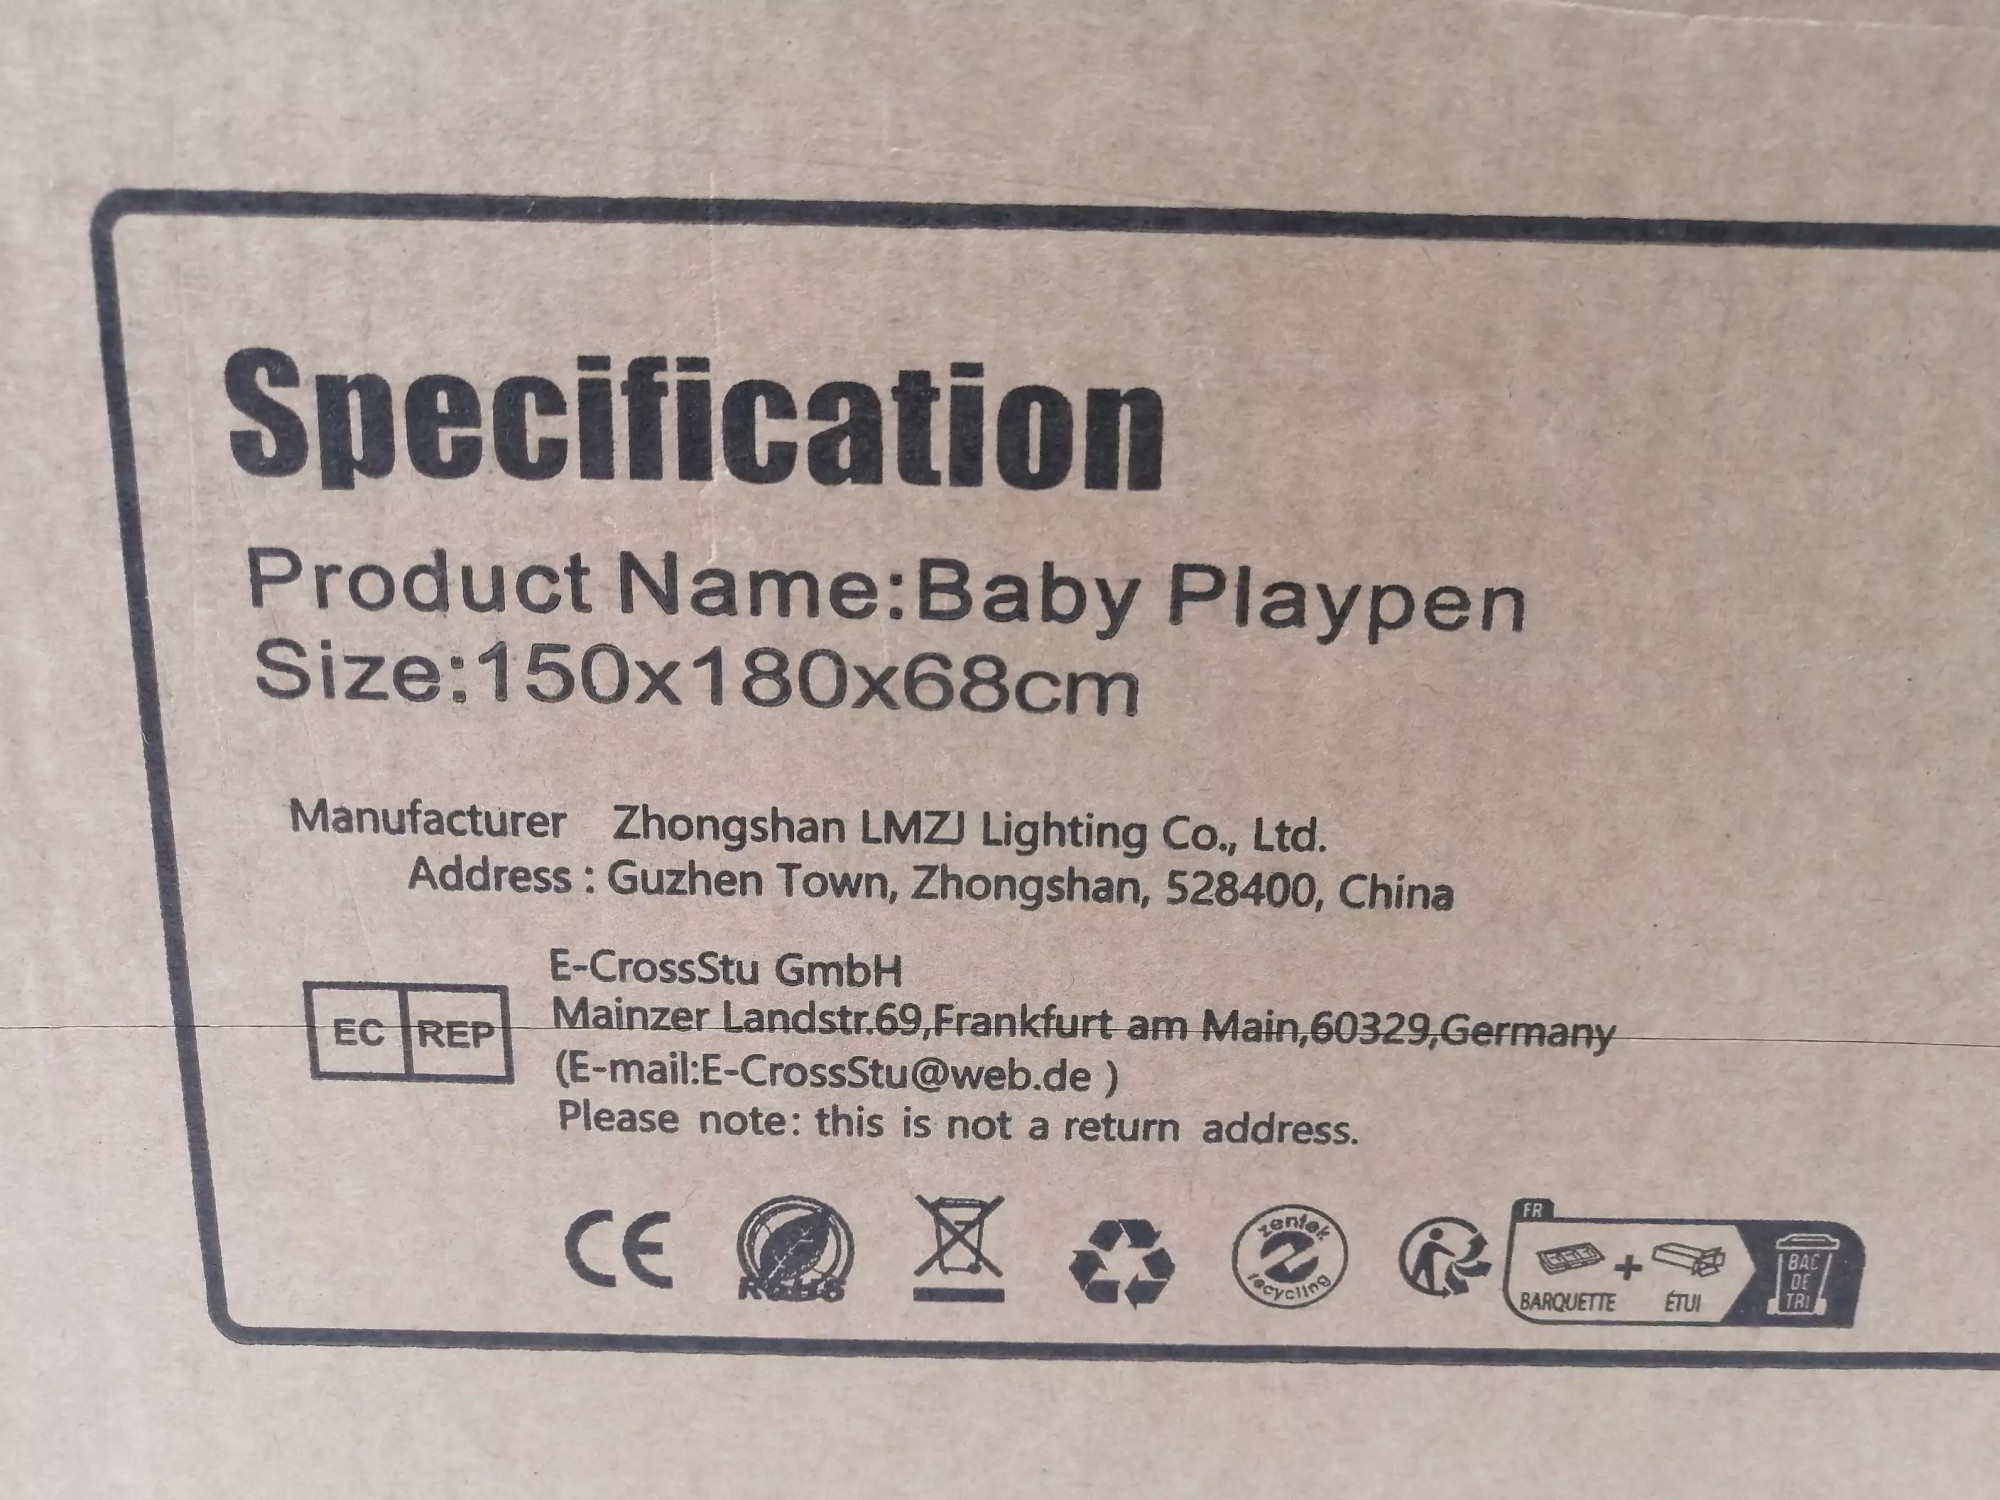 Specification
Product Name:Baby Playpen
Size:150x180x68cm
Manufacturer Zhongshan LMZJ Lighting Co., Ltd.
Address : Guzhen Town, Zhongshan, 528400, China
EC REP
E-CrossStu GmbH
Mainzer Landstr.69,Frankfurt am Main,60329,Germany
(E-mail:E-CrossStu@web.de )
Please note: this is not a return address.
CE
RoHS
zentek
recycling
FR
BARQUETTE
+
ÉTUI
BAC
DE
TRI